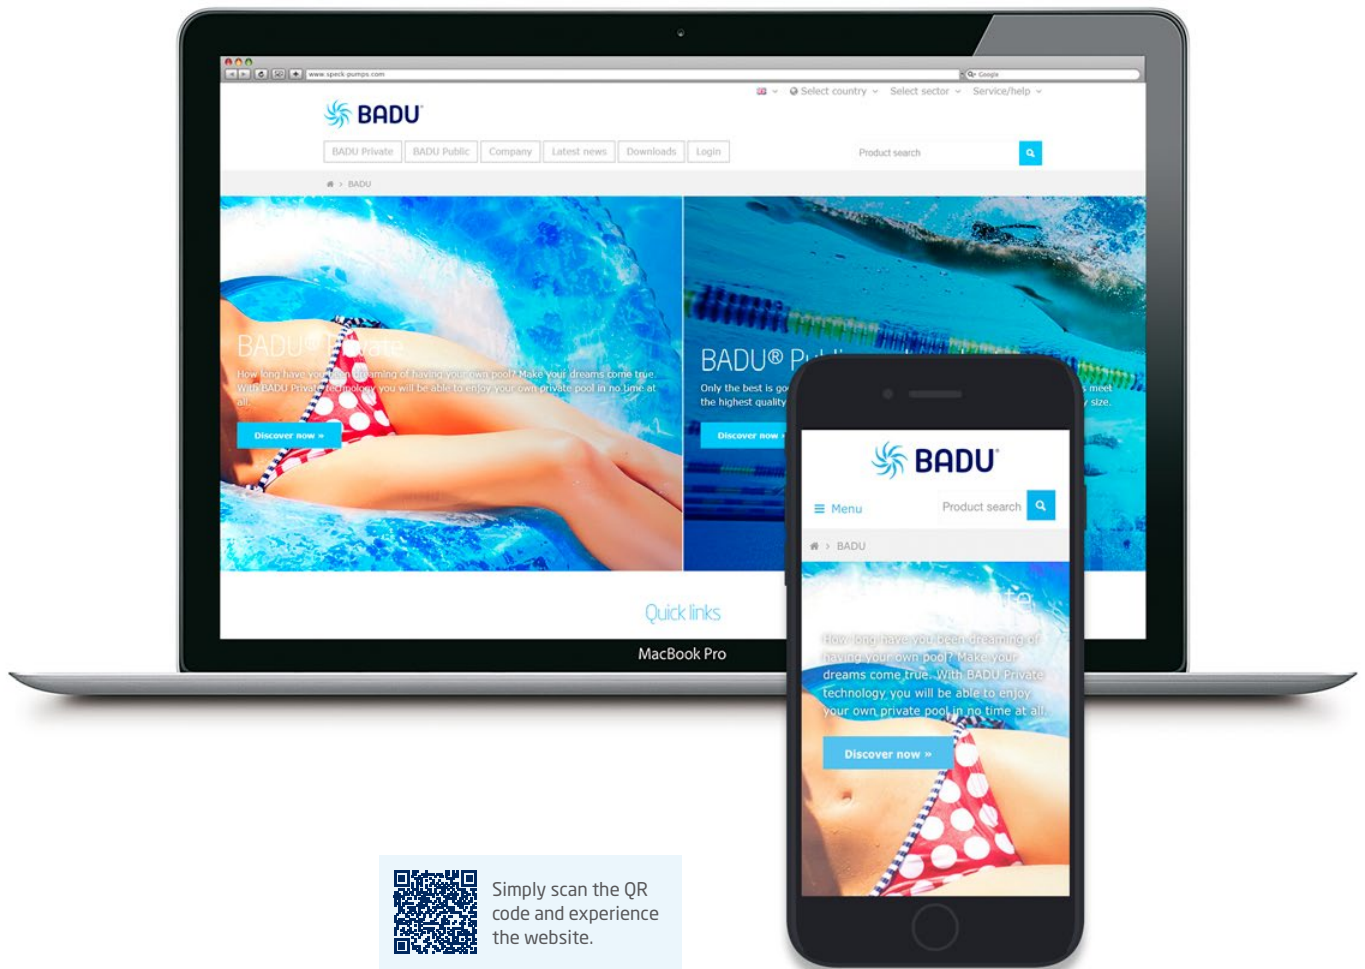 www.speck-pumps.com
Google
Select country Select sector Service/help
BADU
BADU Private BADU Public Company Latest news Downloads Login
Product search
> BADU
BADU® Private
How long have you been dreaming of having your own pool? Make your dreams come true.
With BADU Private technology you will be able to enjoy your own private pool in no time at
all.
Discover now »
BADU® Public
Only the best is
meet
the highest quality
size.
Discover now
Quick links
MacBook Pro
BADU
Menu
Product search
> BADU
How long have you been dreaming of
having your own pool? Make your
dreams come true. With BADU Private
technology you will be able to enjoy
your own private pool in no time at all.
Discover now »
Simply scan the QR
code and experience
the website.